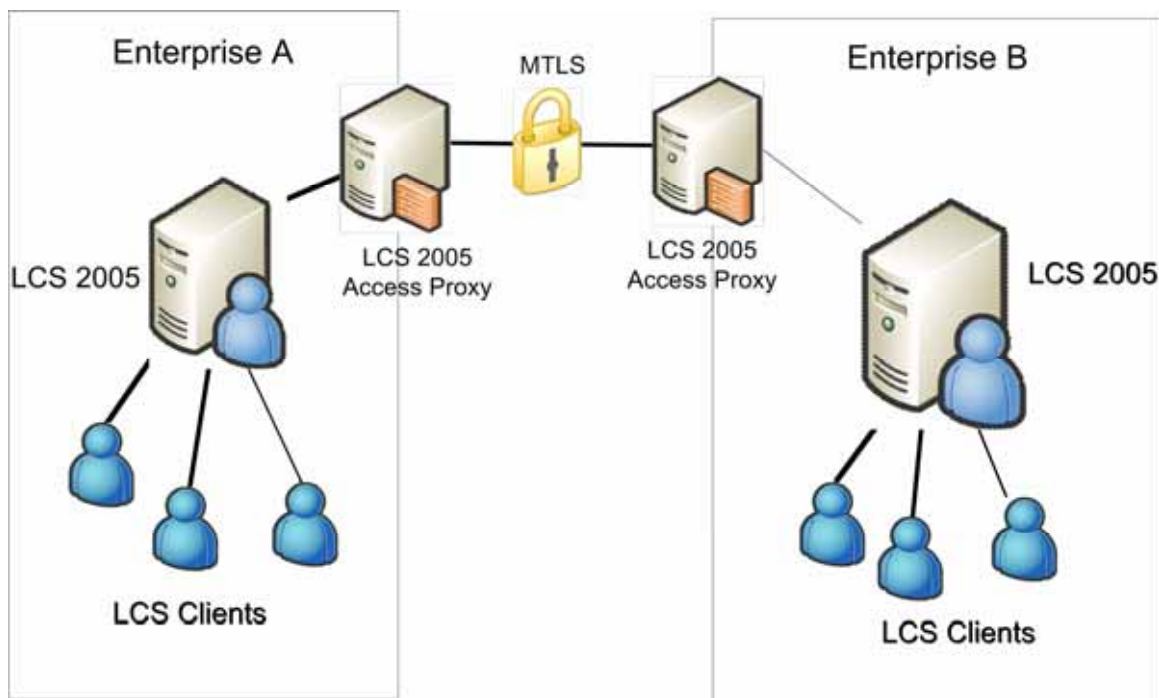 Enterprise A
MTLS
Enterprise B
LCS 2005
Access Proxy
LCS 2005
Access Proxy
LCS 2005
LCS 2005
LCS Clients
LCS Clients